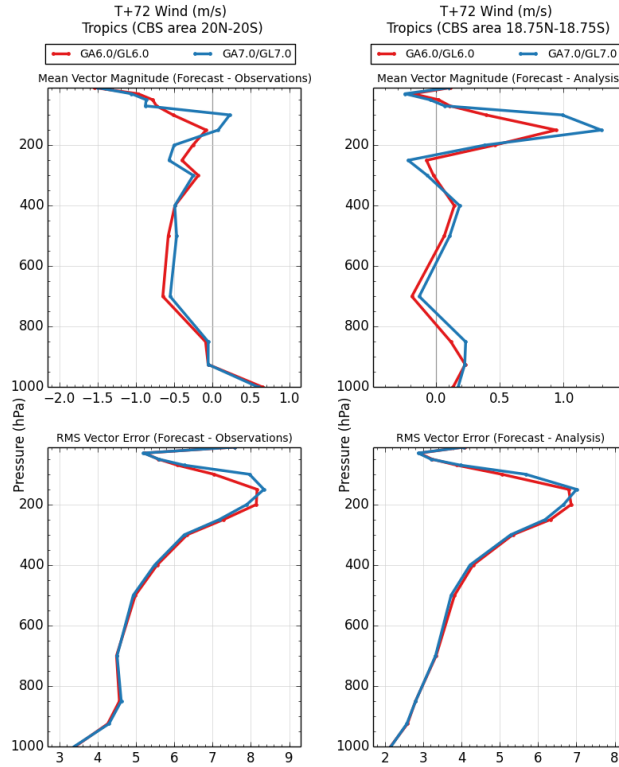 T+72 Wind (m/s)
Tropics (CBS area 20N-20S)
GA6.0/GL6.0 GA7.0/GL7.0
Mean Vector Magnitude (Forecast - Observations)
200
400
600
800
1000
−2.0 −1.5 −1.0 −0.5 0.0 0.5 1.0
Pressure (hPa)
T+72 Wind (m/s)
Tropics (CBS area 18.75N-18.75S)
GA6.0/GL6.0 GA7.0/GL7.0
Mean Vector Magnitude (Forecast - Analysis)
200
400
600
800
1000
0.0 0.5 1.0
Pressure (hPa)
RMS Vector Error (Forecast - Observations)
200
400
600
800
1000
3 4 5 6 7 8 9
RMS Vector Error (Forecast - Analysis)
200
400
600
800
1000
2 3 4 5 6 7 8